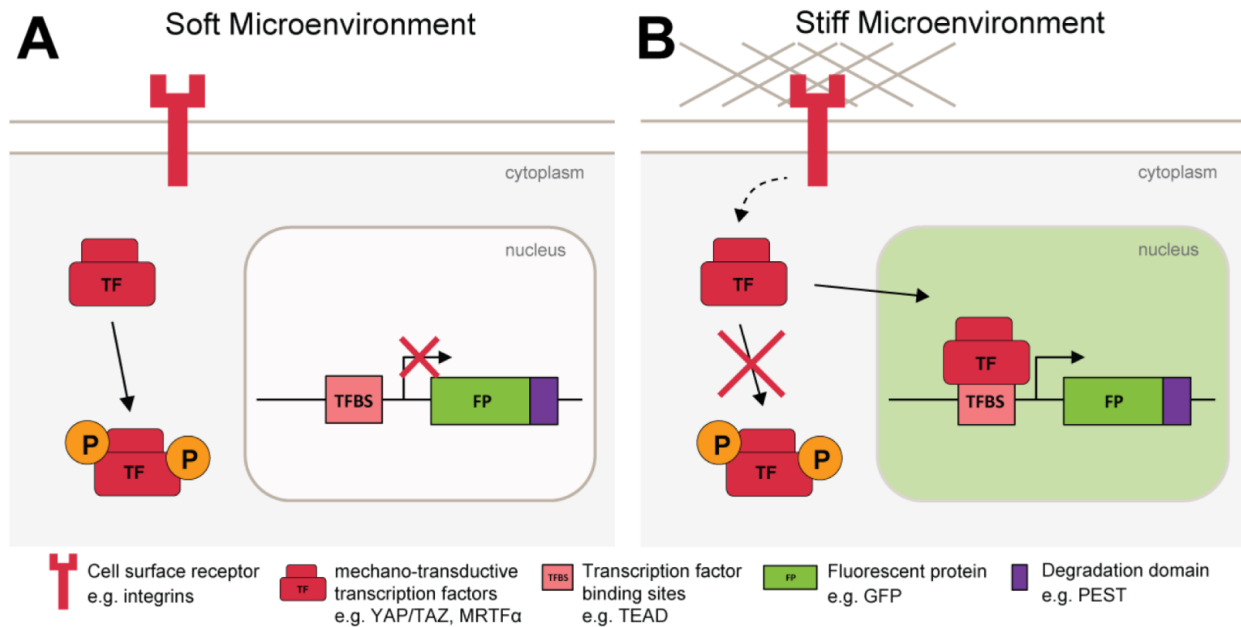 A
Soft Microenvironment
cytoplasm
nucleus
TF
TFBS
FP
P
P
TF
B
Stiff Microenvironment
cytoplasm
nucleus
TF
TF
TFBS
FP
P
P
TF
Cell surface receptor
e.g. integrins
TF
mechano-transductive
transcription factors
e.g. YAP/TAZ, MRTFα
TFBS
Transcription factor
binding sites
e.g. TEAD
FP
Fluorescent protein
e.g. GFP
Degradation domain
e.g. PEST